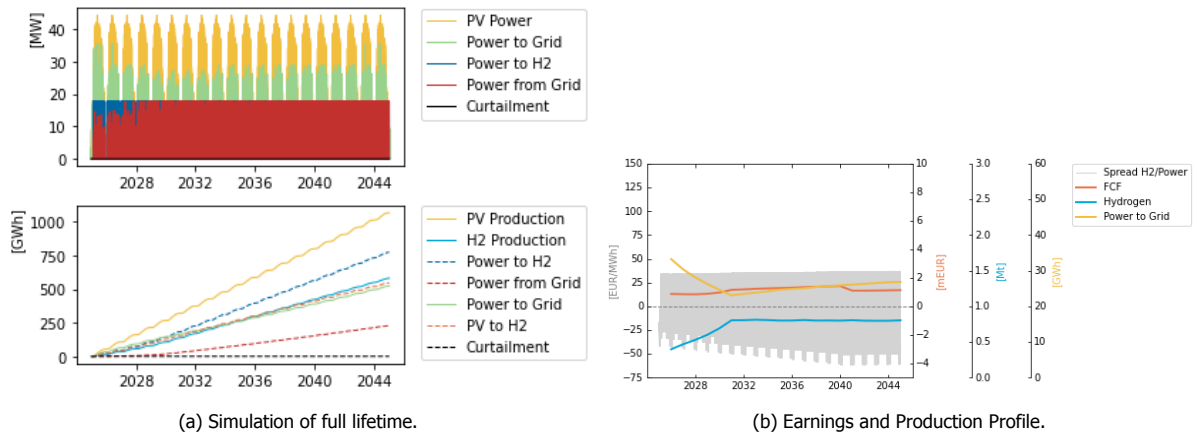 [MW]
40
30
20
10
0
2028 2032 2036 2040 2044
PV Power
Power to Grid
Power to H2
Power from Grid
Curtailment
[GWh]
1000
750
500
250
0
2028 2032 2036 2040 2044
PV Production
H2 Production
Power to H2
Power from Grid
Power to Grid
PV to H2
Curtailment
(a) Simulation of full lifetime.
[EUR/MWh]
150
125
100
75
50
25
0
−25
−50
−75
2028 2032 2036 2040 2044
[mEUR]
10
8
6
4
2
0
−2
−4
[Mt]
3.0
2.5
2.0
1.5
1.0
0.5
0.0
[GWh]
60
50
40
30
20
10
0
Spread H2/Power
FCF
Hydrogen
Power to Grid
(b) Earnings and Production Profile.